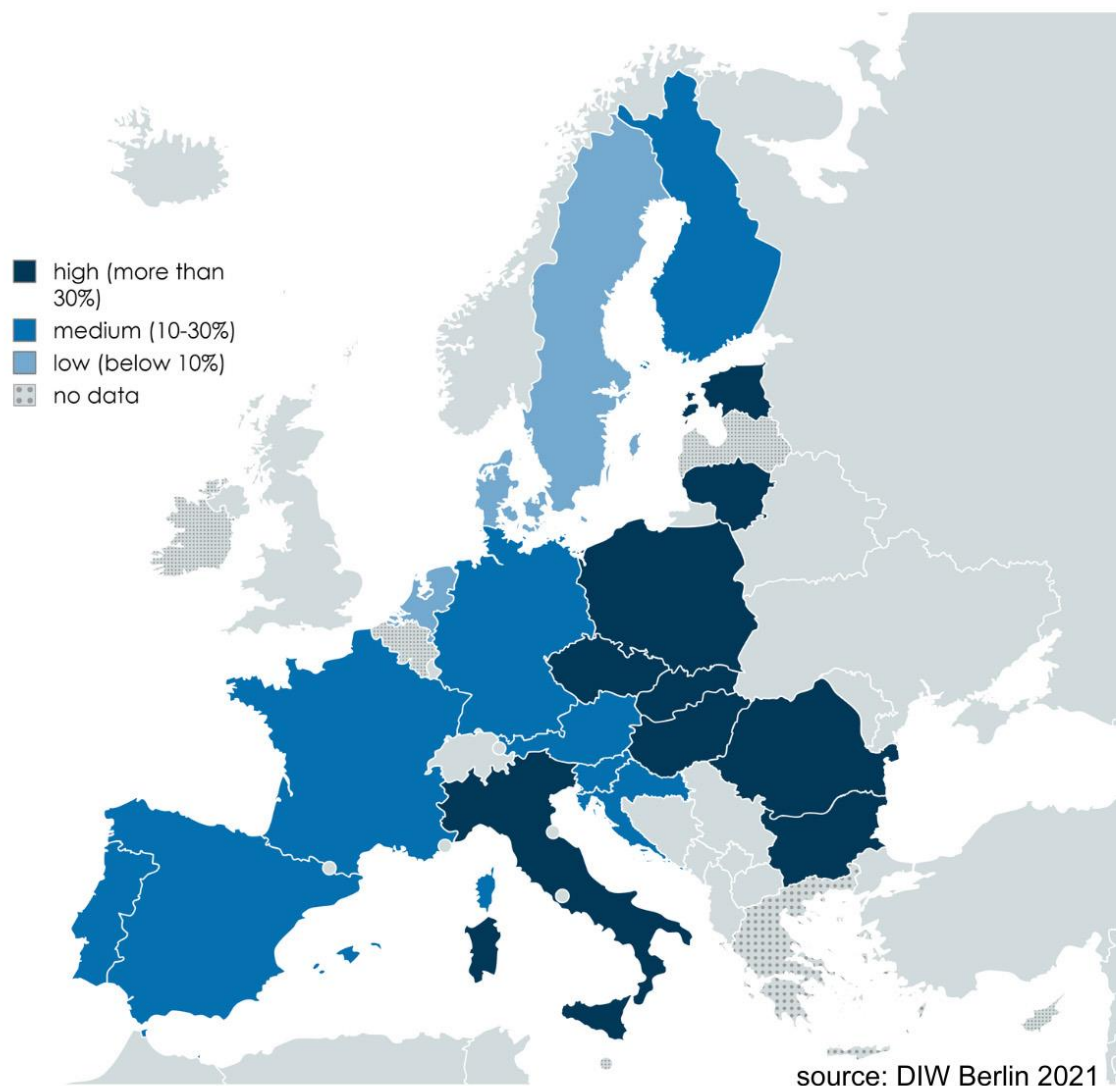 high (more than
30%)
medium (10-30%)
low (below 10%)
no data
source: DIW Berlin 2021